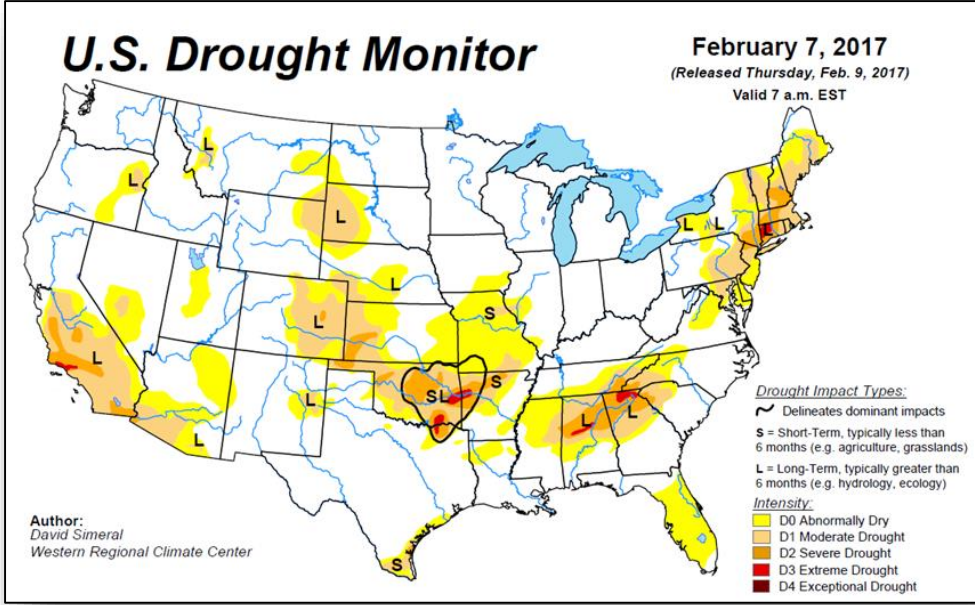 U.S. Drought Monitor
February 7, 2017
(Released Thursday, Feb. 9, 2017)
Valid 7 a.m. EST
L
L
L
L
L
L
L
S
L
L
SL
S
L
L
L
L
L
L
S
Author:
David Simeral
Western Regional Climate Center
Drought Impact Types:
Delineates dominant impacts
S = Short-Term, typically less than
6 months (e.g. agriculture, grasslands)
L = Long-Term, typically greater than
6 months (e.g. hydrology, ecology)
Intensity:
D0 Abnormally Dry
D1 Moderate Drought
D2 Severe Drought
D3 Extreme Drought
D4 Exceptional Drought